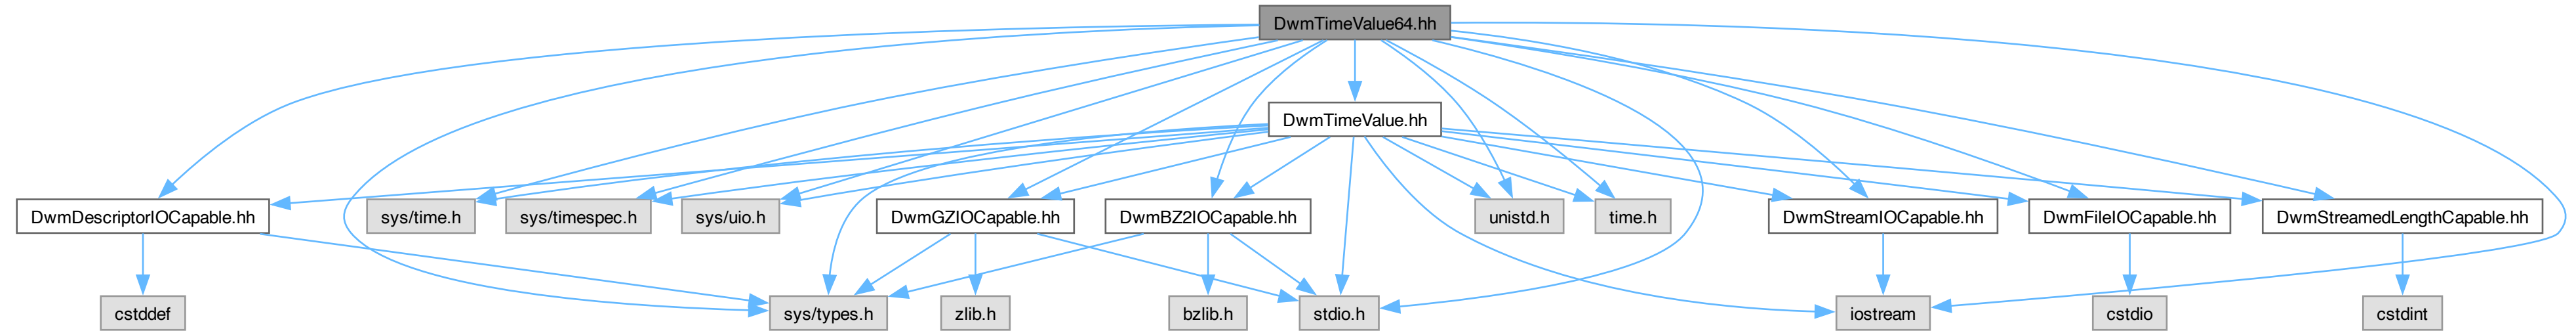 DwmTimeValue64.hh
DwmTimeValue.hh
DwmDescriptorIOCapable.hh
sys/time.h
sys/timespec.h
sys/uio.h
DwmGZIOCapable.hh
DwmBZ2IOCapable.hh
unistd.h
time.h
DwmStreamIOCapable.hh
DwmFileIOCapable.hh
DwmStreamedLengthCapable.hh
cstddef
sys/types.h
zlib.h
bzlib.h
stdio.h
iostream
cstdio
cstdint